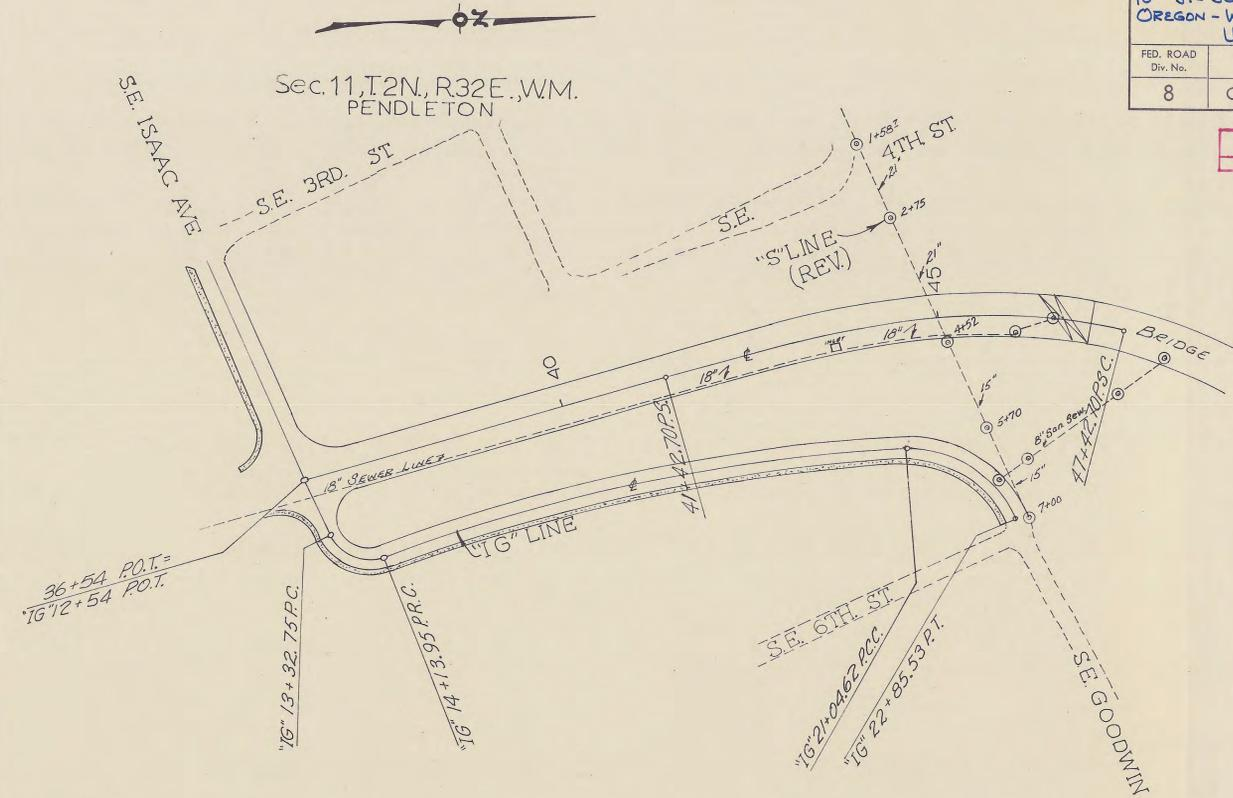 OREGON - W
FED. ROAD
Div. No.
8
N
Sec. 11, T.2N., R.32E., W.M.
PENDLETON
S.E. ISAAC AVE
S.E. 3RD. ST
S.E. 4TH. ST
1+58
21"
2+75
"S" LINE
(REV.)
21"
45
4+52
18"
BRIDGE
INLET
40
℄
18"
41+42.70 P.S.
15"
5+70
8" San Sew.
47+42.70 P.S.C.
15"
7+00
18" SEWER LINE
℄
"IG" LINE
36+54 P.O.T. =
"IG" 12+54 P.O.T.
"IG" 13+32.75 P.C.
"IG" 14+13.95 P.R.C.
S.E. 6TH. ST.
"IG" 21+04.62 P.C.C.
"IG" 22+85.53 P.T.
S.E. GOODWIN